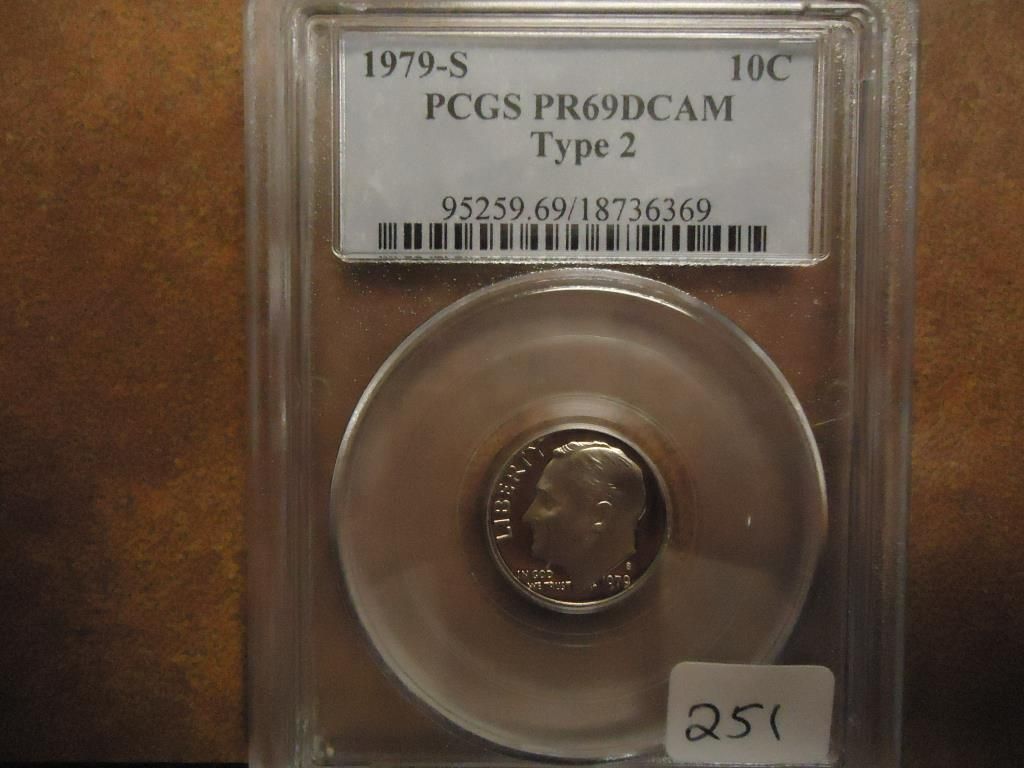 1979-S 10C
PCGS PR69DCAM
Type 2
95259.69/18736369
LIBERTY
IN GOD
WE TRUST
S
1979
251